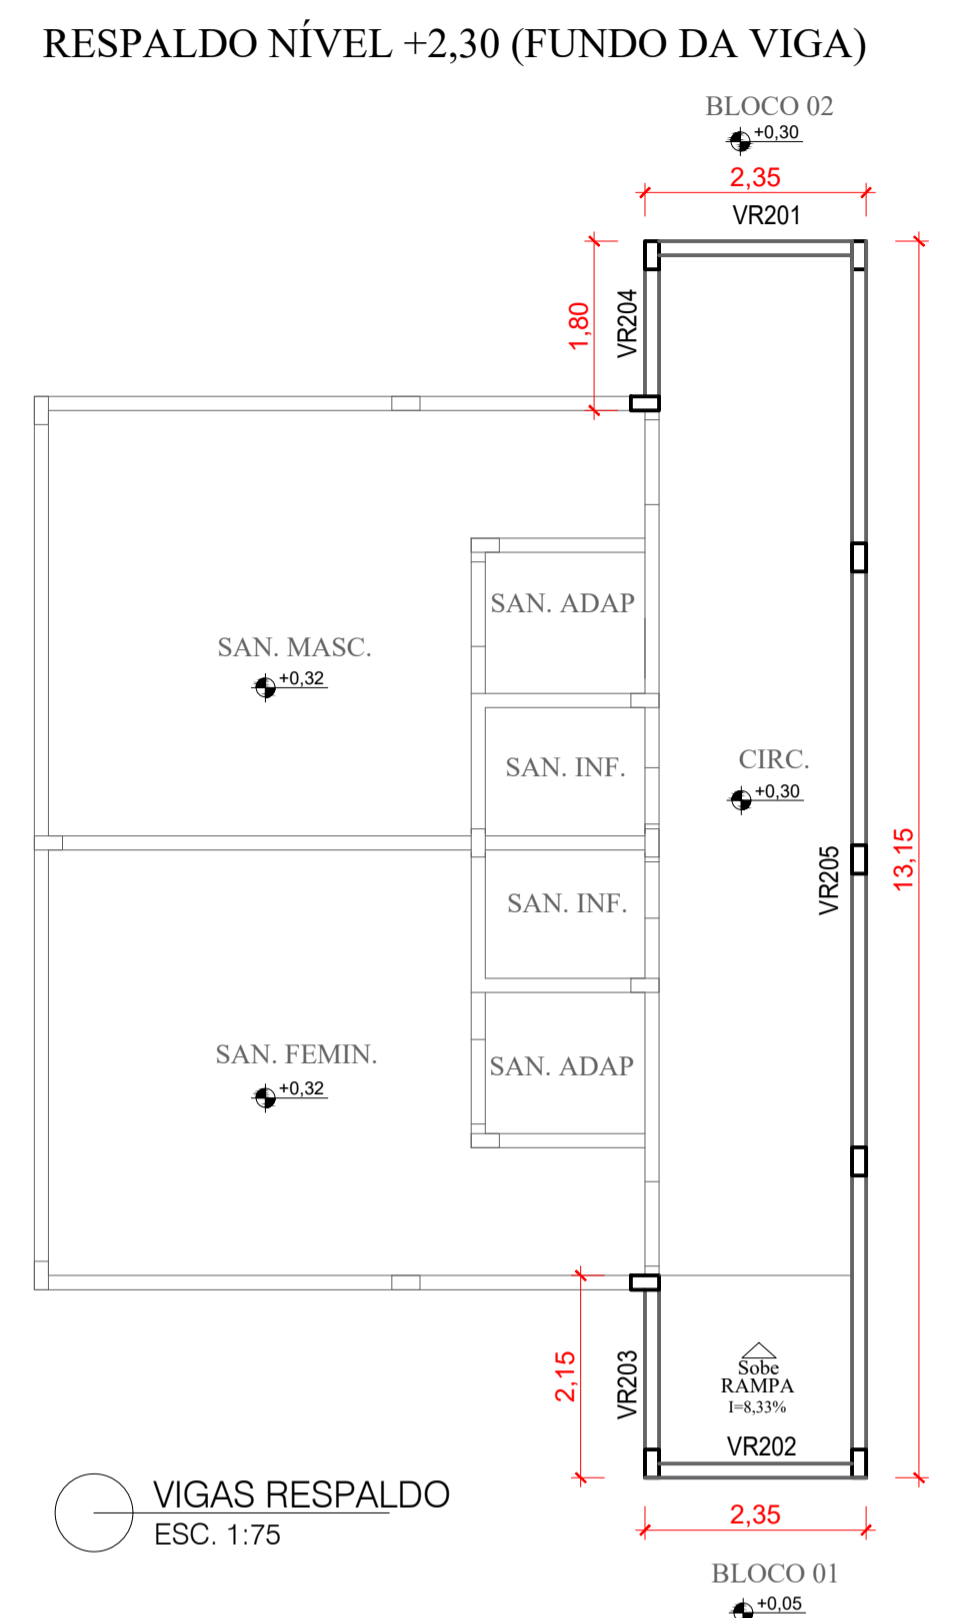 RESPALDO NÍVEL +2,30 (FUNDO DA VIGA)
BLOCO 02
+0,30
2,35
VR201
1,80
VR204
SAN. ADAP
SAN. MASC.
+0,32
SAN. INF.
CIRC.
+0,30
VR205
13,15
SAN. INF.
SAN. FEMIN.
+0,32
SAN. ADAP
2,15
VR203
Sobe
RAMPA
I=8,33%
VR202
VIGAS RESPALDO
ESC. 1:75
2,35
BLOCO 01
+0,05